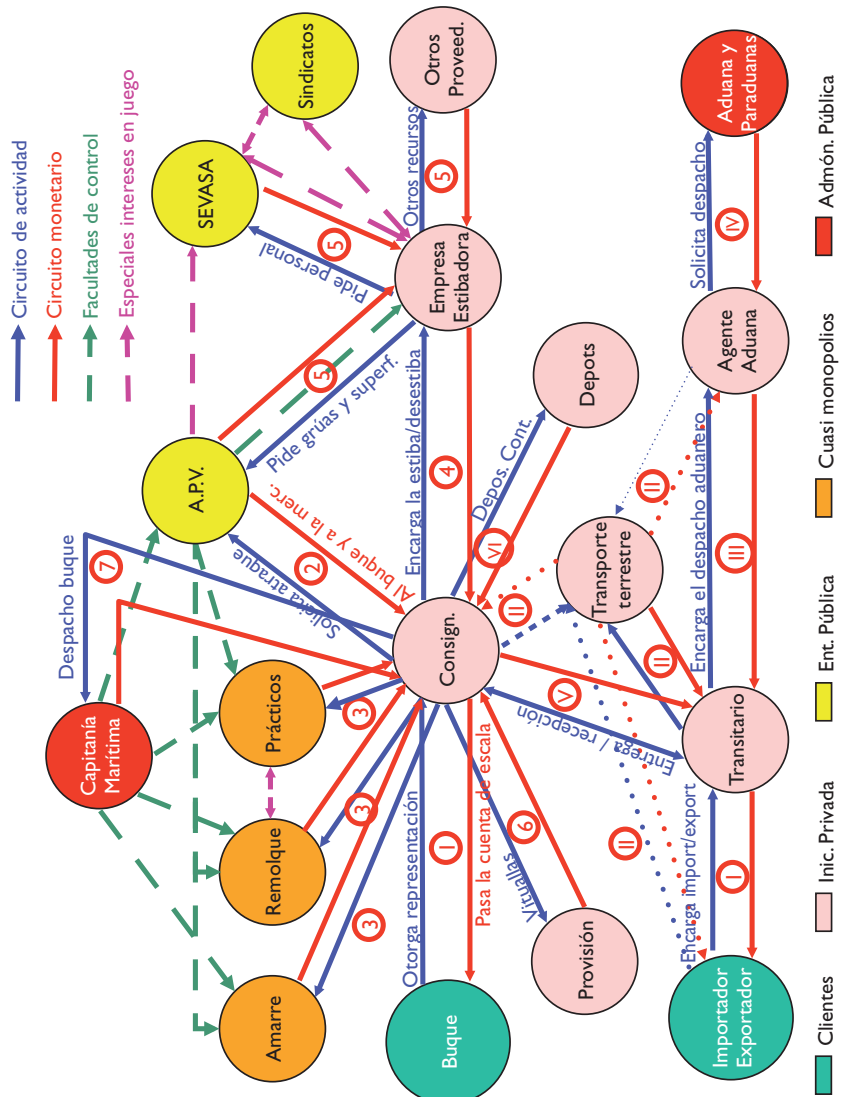 Circuito de actividad
Circuito monetario
Facultades de control
Especiales intereses en juego
Capitanía
Marítima
Despacho buque
7
A.P.V.
SEVASA
Sindicatos
Amarre
Remolque
Prácticos
3
3
3
Solicita atraque
2
Al buque y a la merc.
Pide grúas y superf.
5
Pide personal
5
Buque
Otorga representación
I
Pasa la cuenta de escala
Consign.
Encarga la estiba/desestiba
4
Empresa
Estibadora
Otros recursos
5
Otros
Proveed.
Provisión
Vitruallas
6
Depos. Cont.
VI
Depots
Entrega / recepción
V
II
Transporte
terrestre
II
II
II
Importador
Exportador
Encarga import/export
I
Transitario
Encarga el despacho aduanero
III
Agente
Aduana
Solicita despacho
IV
Aduana y
Paraduanas
Clientes
Inic. Privada
Ent. Pública
Cuasi monopolios
Admón. Pública